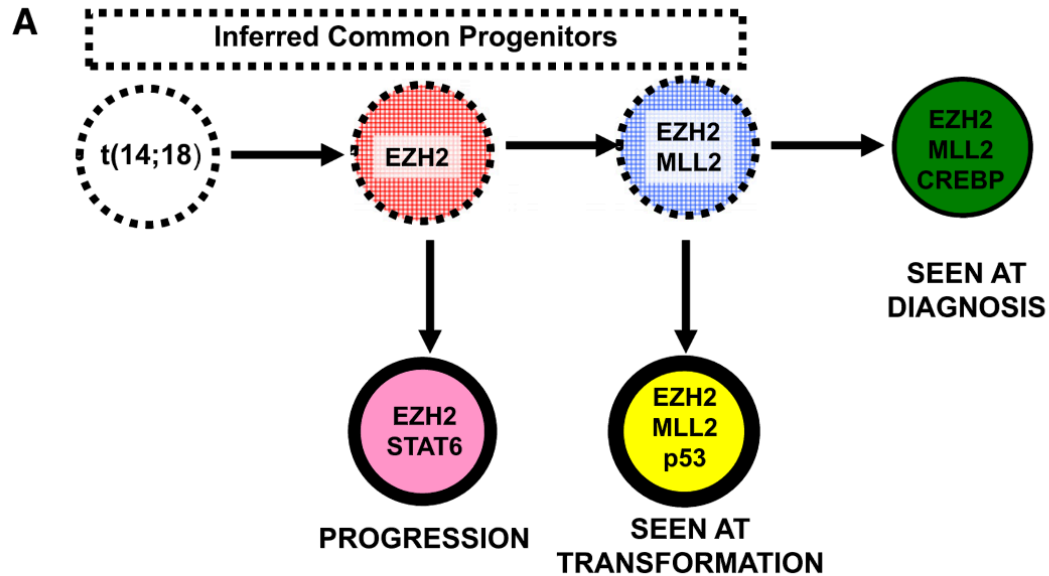 A
Inferred Common Progenitors
t(14;18)
EZH2
EZH2
MLL2
EZH2
MLL2
CREBP
SEEN AT
DIAGNOSIS
EZH2
STAT6
PROGRESSION
EZH2
MLL2
p53
SEEN AT
TRANSFORMATION